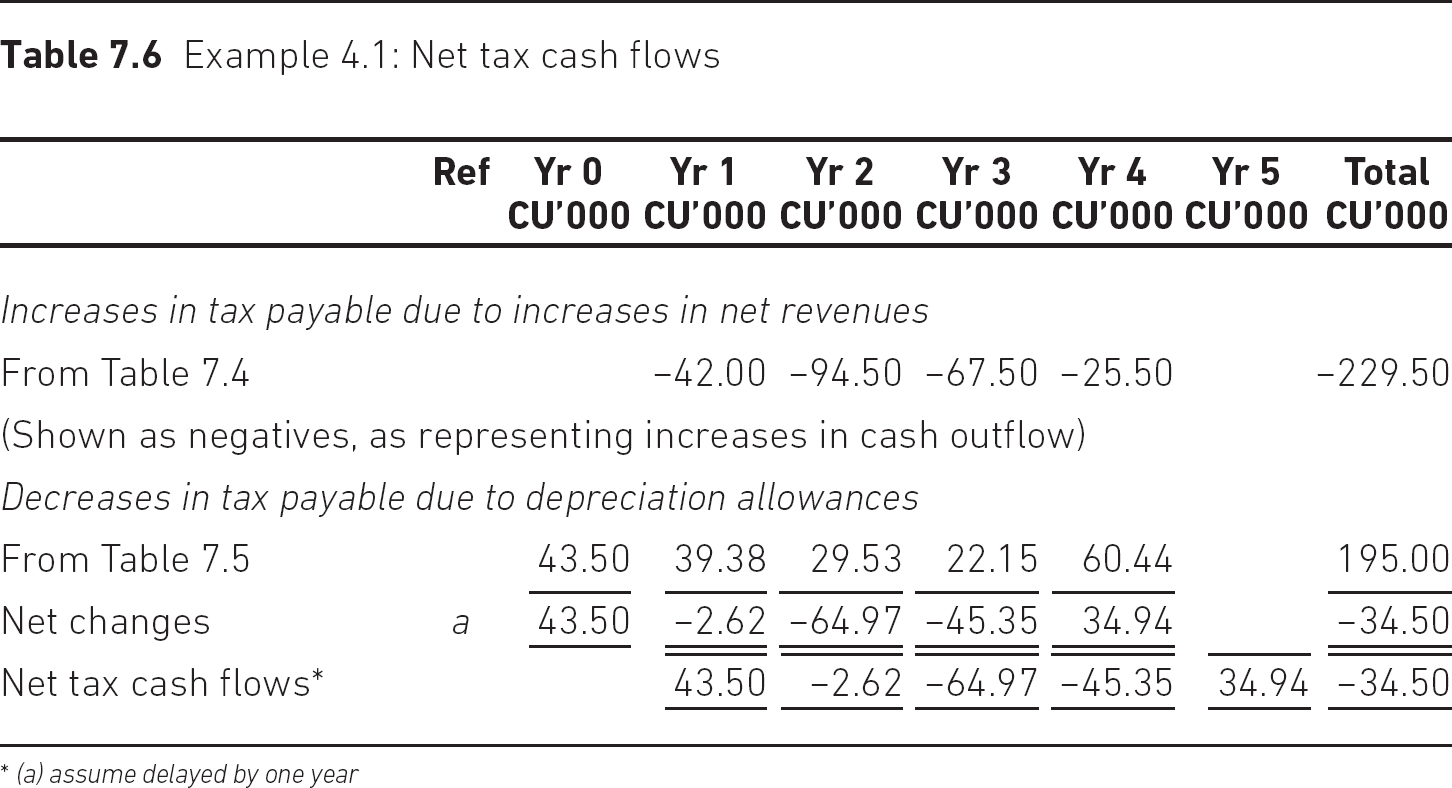 Table 7.6 Example 4.1: Net tax cash flows
Ref Yr 0 Yr 1 Yr 2 Yr 3 Yr 4 Yr 5 Total
CU’000 CU’000 CU’000 CU’000 CU’000 CU’000 CU’000
Increases in tax payable due to increases in net revenues
From Table 7.4 −42.00 −94.50 −67.50 −25.50 −229.50
(Shown as negatives, as representing increases in cash outflow)
Decreases in tax payable due to depreciation allowances
From Table 7.5 43.50 39.38 29.53 22.15 60.44 195.00
Net changes a 43.50 −2.62 −64.97 −45.35 34.94 −34.50
Net tax cash flows* 43.50 −2.62 −64.97 −45.35 34.94 −34.50
* (a) assume delayed by one year